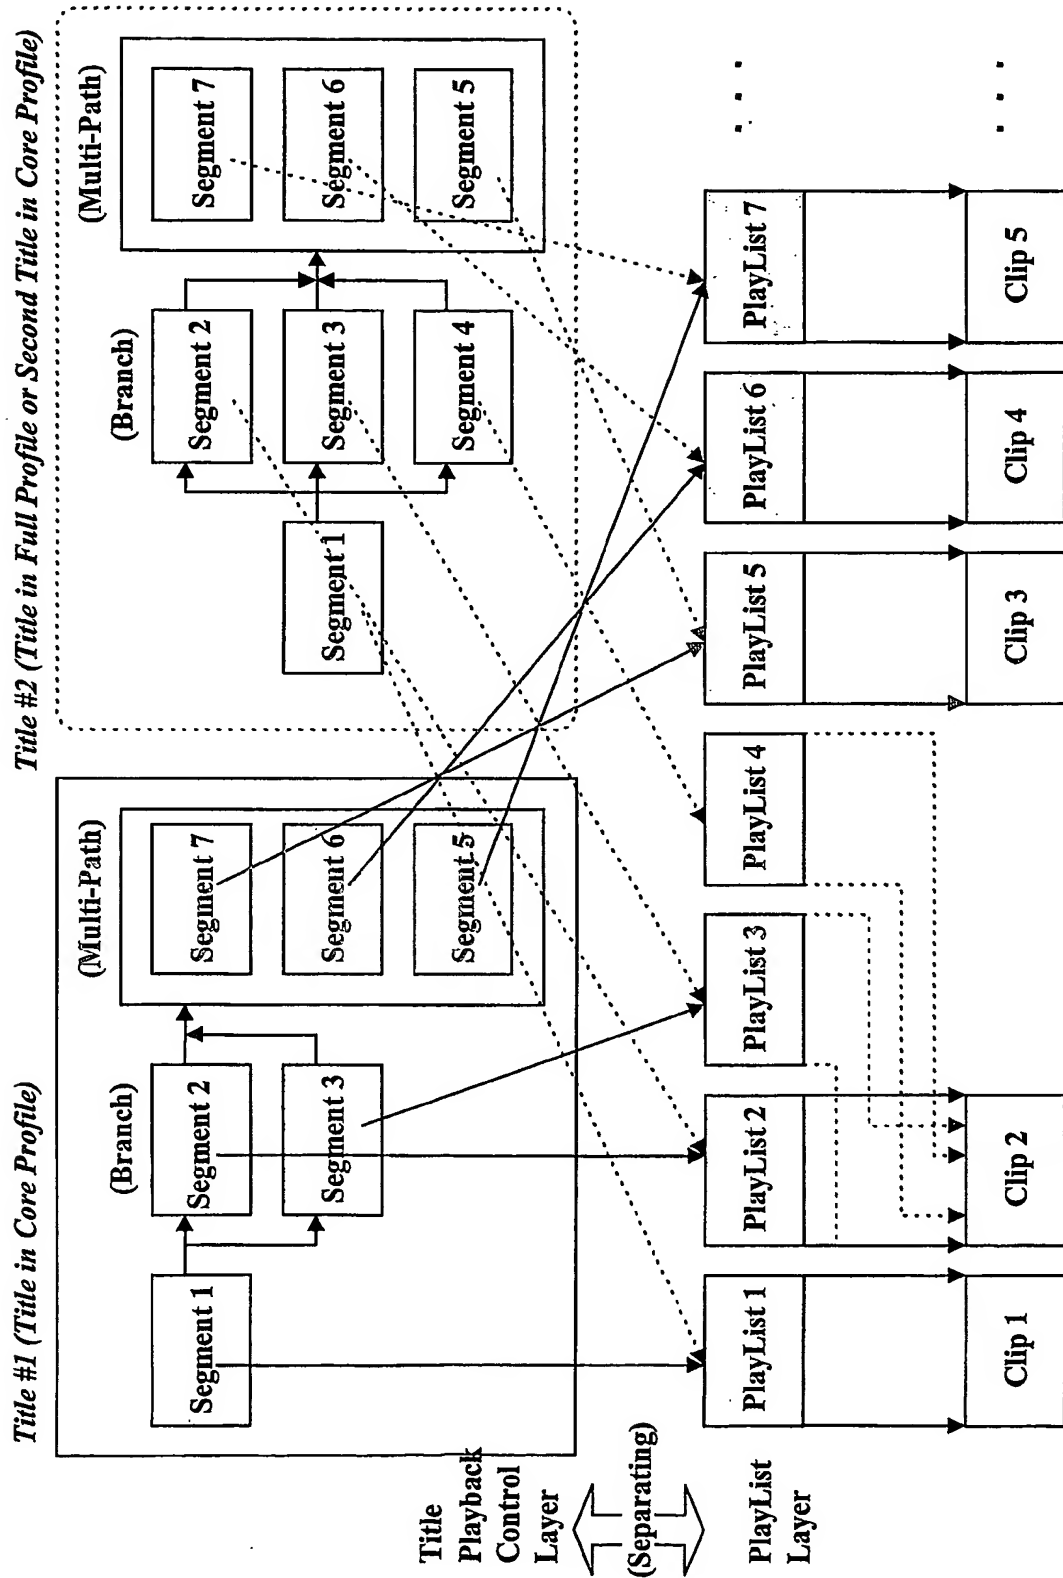 Title #1 (Title in Core Profile)
Title #2 (Title in Full Profile or Second Title in Core Profile)
(Branch)
(Multi-Path)
Segment 1
Segment 2
Segment 3
Segment 7
Segment 6
Segment 5
(Branch)
(Multi-Path)
Segment 1
Segment 2
Segment 3
Segment 4
Segment 7
Segment 6
Segment 5
Title
Playback
Control
Layer
(Separating)
PlayList
Layer
PlayList 1
PlayList 2
PlayList 3
PlayList 4
PlayList 5
PlayList 6
PlayList 7
. . .
Clip 1
Clip 2
Clip 3
Clip 4
Clip 5
. . .